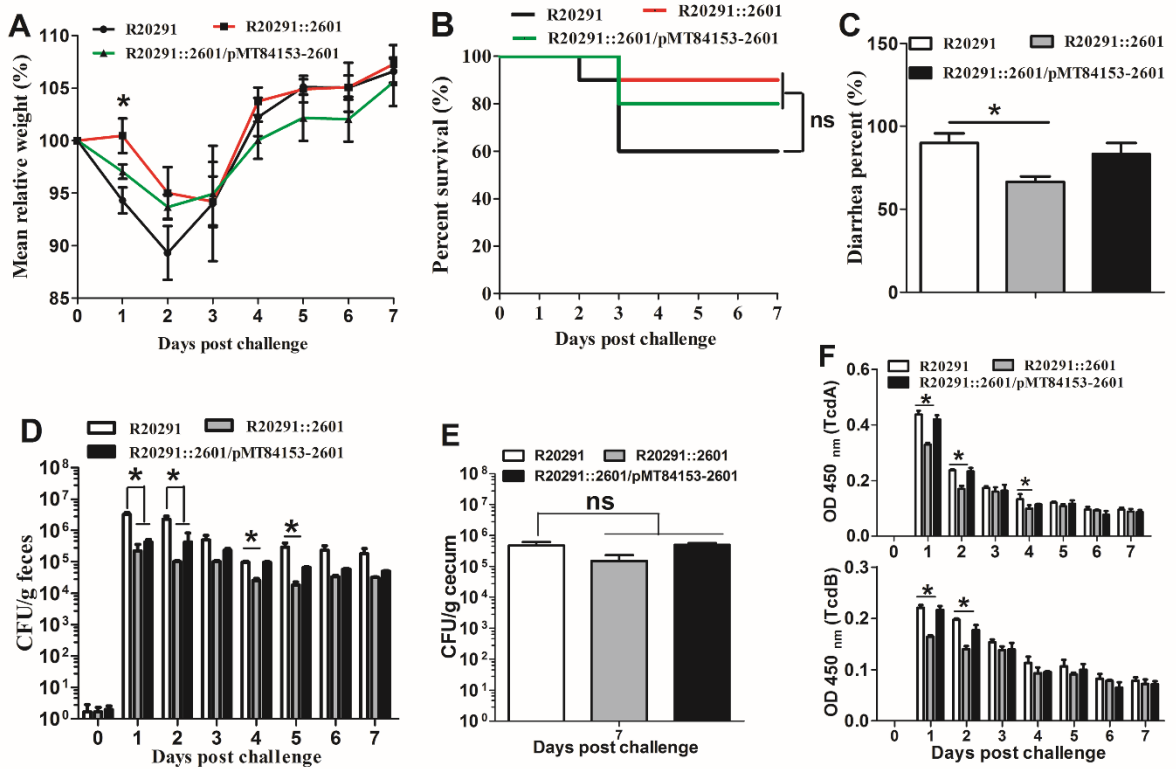 A
R20291
R20291::2601
R20291::2601/pMT84153-2601
Mean relative weight (%)
110
105
100
95
90
85
*
0 1 2 3 4 5 6 7
Days post challenge
B
R20291
R20291::2601
R20291::2601/pMT84153-2601
Percent survival (%)
100
80
60
40
20
0
ns
0 1 2 3 4 5 6 7
Days post challenge
C
R20291
R20291::2601
R20291::2601/pMT84153-2601
Diarrhea percent (%)
150
100
50
0
*
D
R20291
R20291::2601
R20291::2601/pMT84153-2601
CFU/g feces
10^8
10^7
10^6
10^5
10^4
10^3
10^2
10^1
10^0
* * * *
0 1 2 3 4 5 6 7
Days post challenge
E
R20291
R20291::2601
R20291::2601/pMT84153-2601
CFU/g cecum
10^8
10^7
10^6
10^5
10^4
10^3
10^2
10^1
10^0
ns
7
Days post challenge
F
R20291
R20291::2601
R20291::2601/pMT84153-2601
OD 450 nm (TcdA)
0.6
0.4
0.2
0.0
* * *
0 1 2 3 4 5 6 7
OD 450 nm (TcdB)
0.3
0.2
0.1
0.0
* *
0 1 2 3 4 5 6 7
Days post challenge